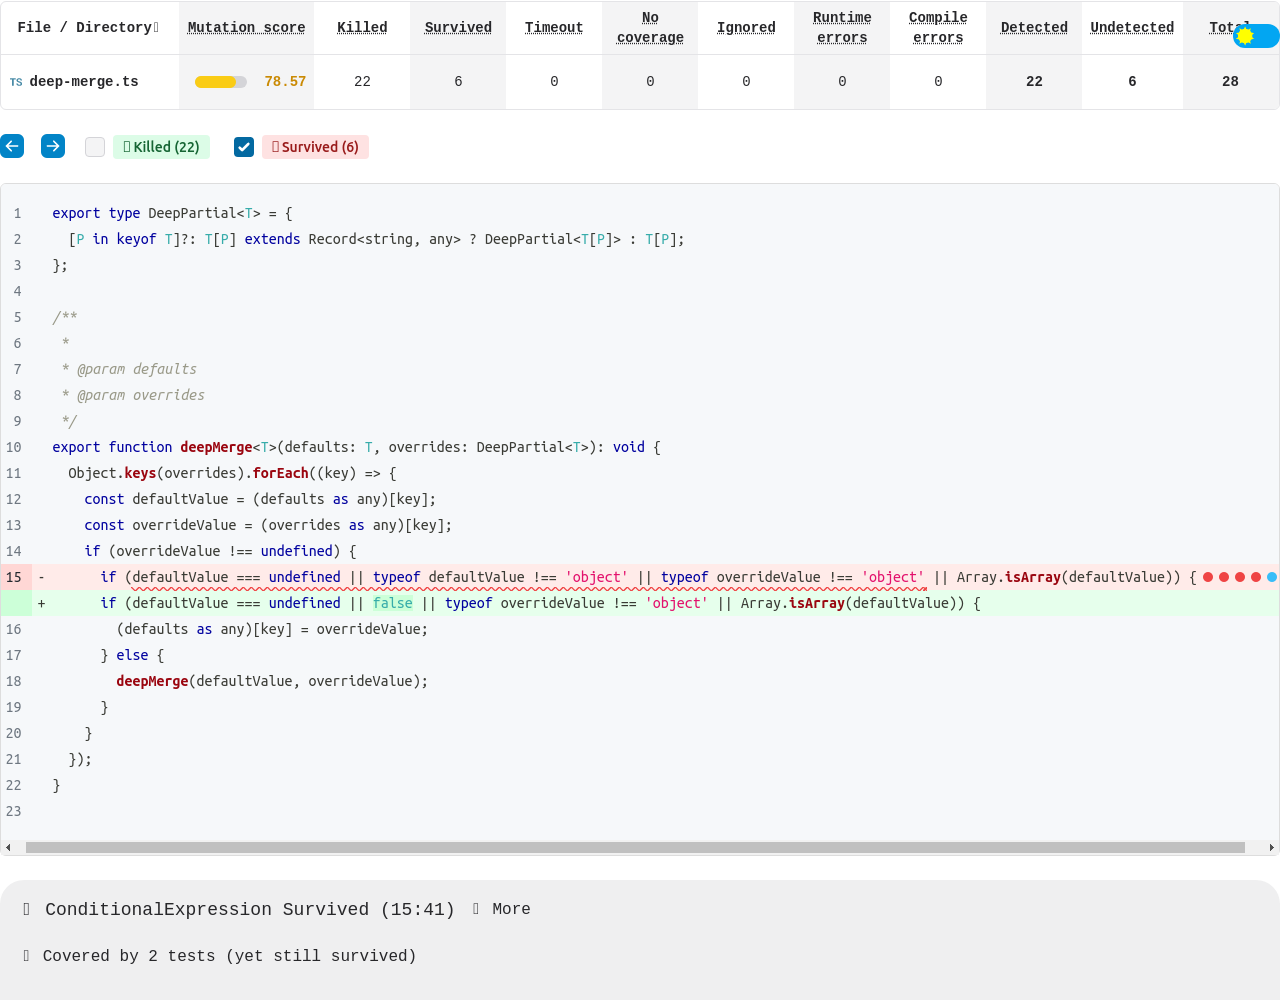 File / Directory Mutation score Killed Survived Timeout No coverage Ignored Runtime errors Compile errors Detected Undetected
TS deep-merge.ts 78.57 22 6 0 0 0 0 0 22 6 28
Killed (22) Survived (6)
1 export type DeepPartial<T> = {
2 [P in keyof T]?: T[P] extends Record<string, any> ? DeepPartial<T[P]> : T[P];
3 };
4
5 /**
6 *
7 * @param defaults
8 * @param overrides
9 */
10 export function deepMerge<T>(defaults: T, overrides: DeepPartial<T>): void {
11 Object.keys(overrides).forEach((key) => {
12 const defaultValue = (defaults as any)[key];
13 const overrideValue = (overrides as any)[key];
14 if (overrideValue !== undefined) {
15 - if (defaultValue === undefined || typeof defaultValue !== 'object' || typeof overrideValue !== 'object' || Array.isArray(defaultValue)) {
+ if (defaultValue === undefined || false || typeof overrideValue !== 'object' || Array.isArray(defaultValue)) {
16 (defaults as any)[key] = overrideValue;
17 } else {
18 deepMerge(defaultValue, overrideValue);
19 }
20 }
21 });
22 }
23
ConditionalExpression Survived (15:41) More
Covered by 2 tests (yet still survived)